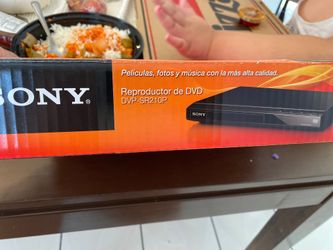 SONY®
Películas, fotos y música con la más alta calidad.
Reproductor de DVD
DVP-SR210P
SONY